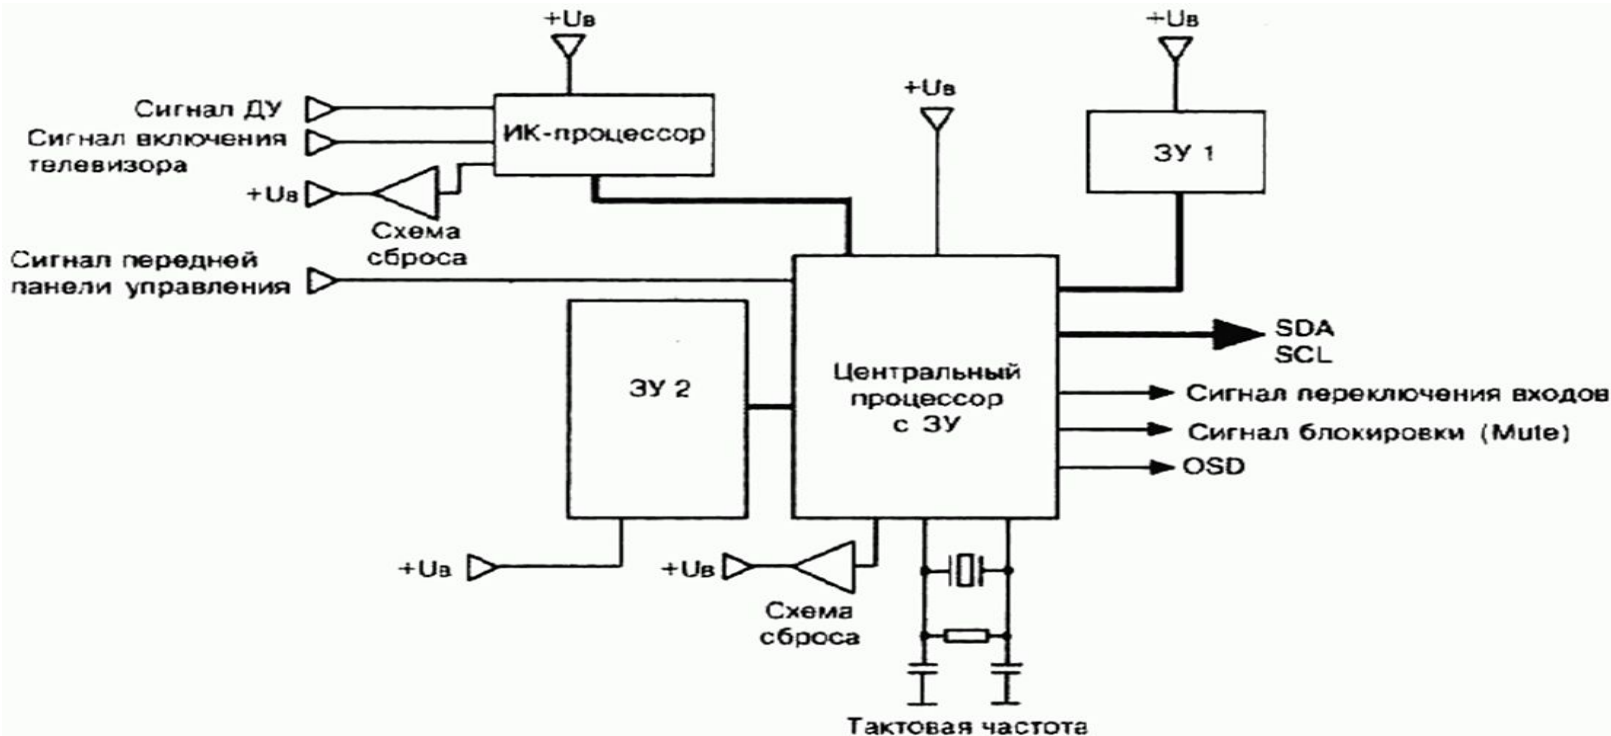 +Uв
+Uв
+Uв
Сигнал ДУ
Сигнал включения
телевизора
+Uв
ИК-процессор
ЗУ 1
Схема
сброса
Сигнал передней
панели управления
ЗУ 2
Центральный
процессор
с ЗУ
SDA
SCL
Сигнал переключения входов
Сигнал блокировки (Mute)
OSD
+Uв
+Uв
Схема
сброса
Тактовая частота